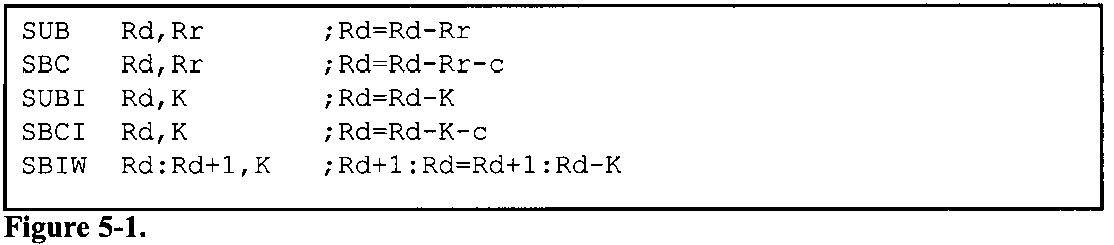 SUB Rd,Rr ;Rd=Rd-Rr
SBC Rd,Rr ;Rd=Rd-Rr-c
SUBI Rd,K ;Rd=Rd-K
SBCI Rd,K ;Rd=Rd-K-c
SBIW Rd:Rd+1,K ;Rd+1:Rd=Rd+1:Rd-K
Figure 5-1.